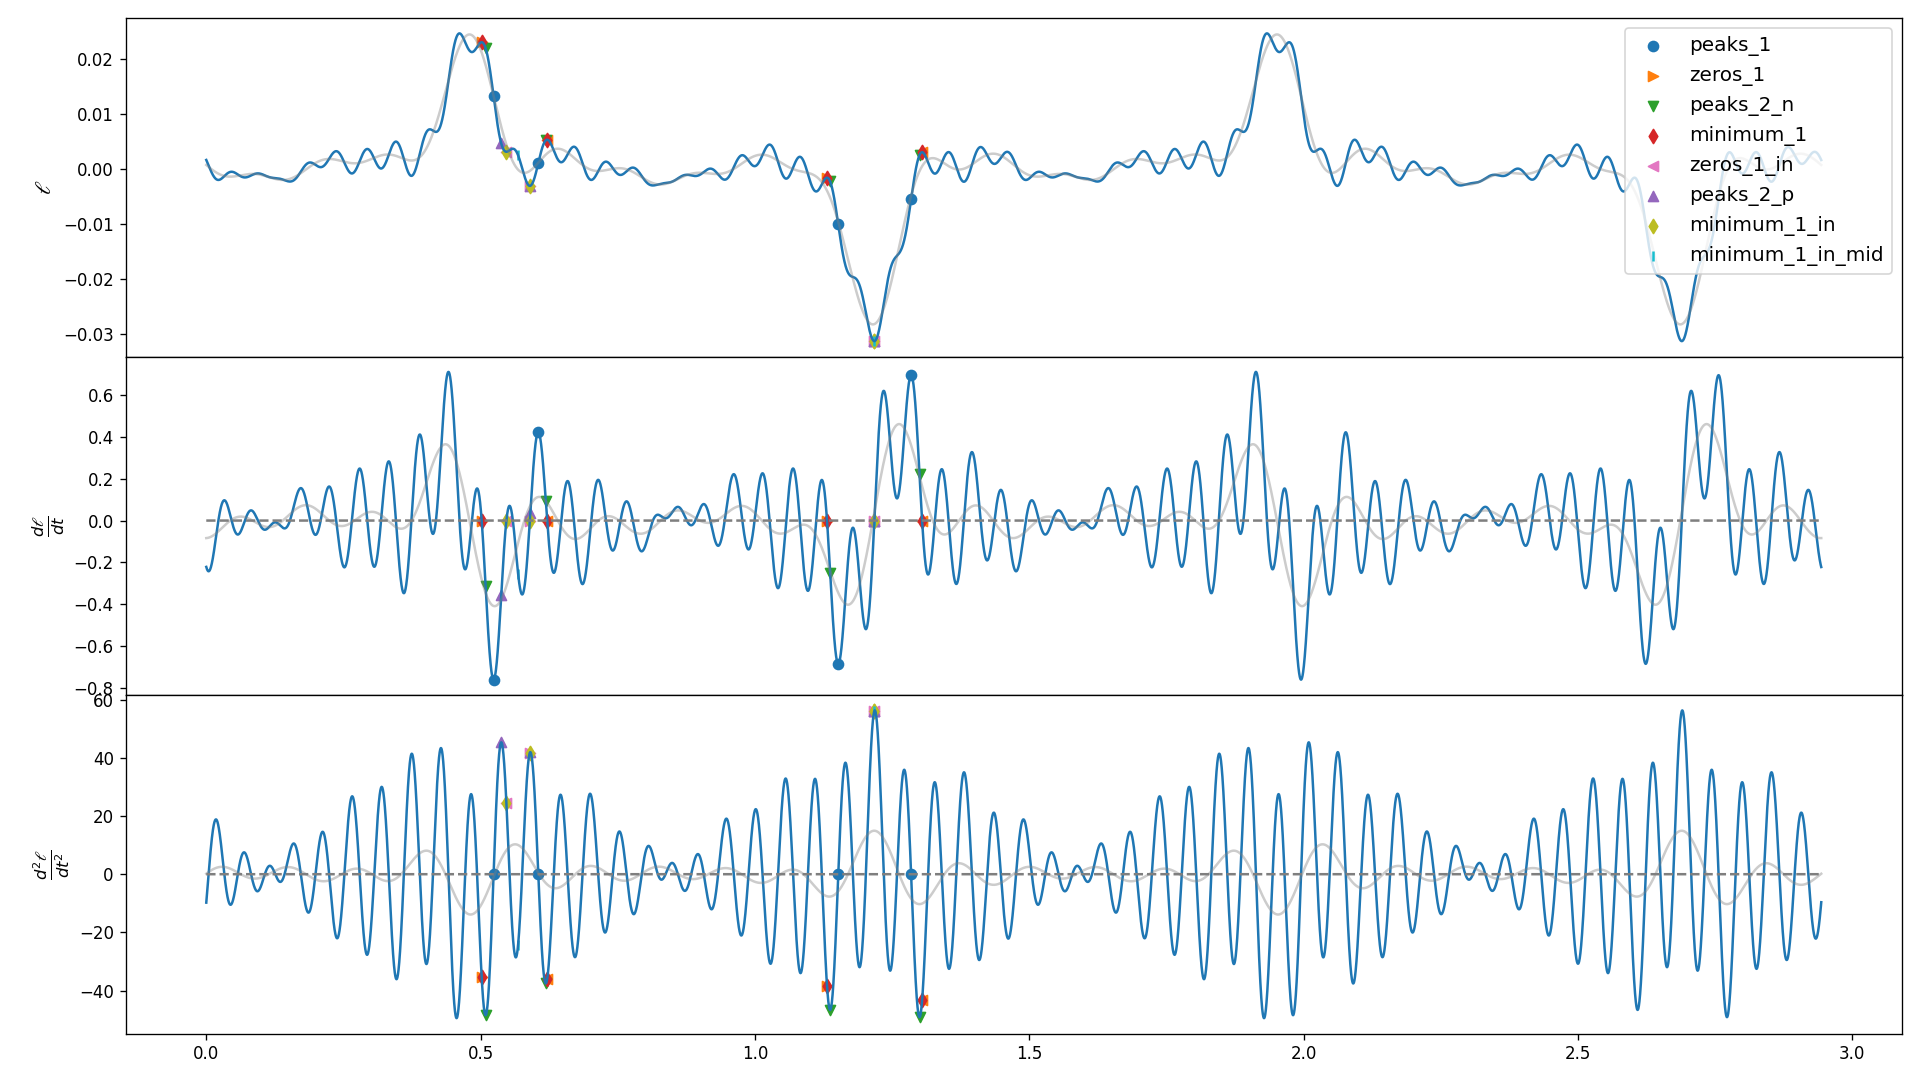 0.02
0.01
0.00
−0.01
−0.02
−0.03
ℓ
peaks_1
zeros_1
peaks_2_n
minimum_1
zeros_1_in
peaks_2_p
minimum_1_in
minimum_1_in_mid
0.6
0.4
0.2
0.0
−0.2
−0.4
−0.6
−0.8
dℓ
dt
60
40
20
0
−20
−40
d²ℓ
dt²
0.0 0.5 1.0 1.5 2.0 2.5 3.0